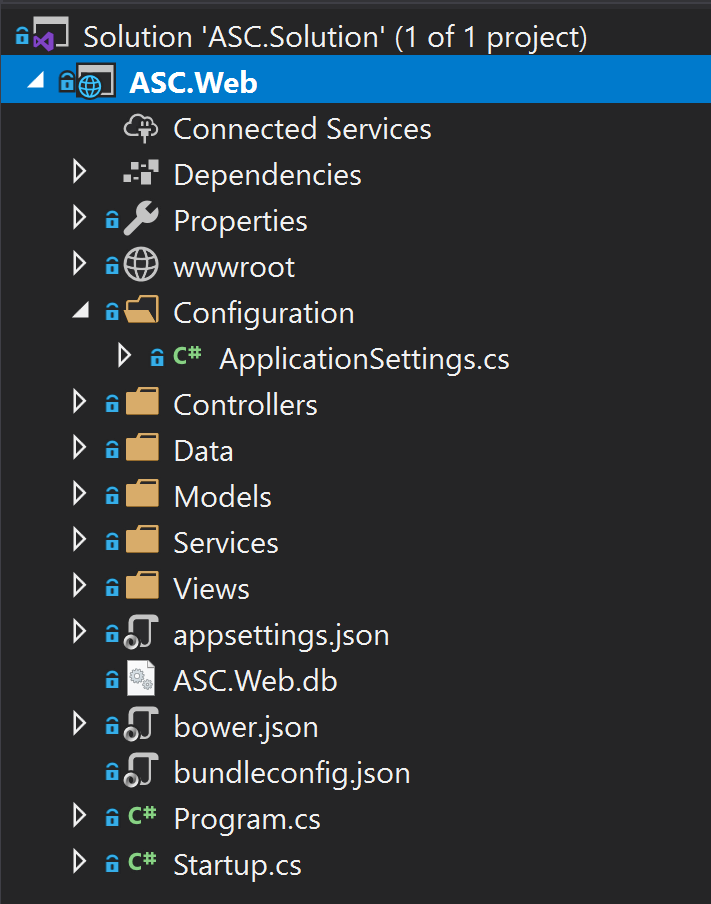 Solution 'ASC.Solution' (1 of 1 project)
ASC.Web
Connected Services
Dependencies
Properties
wwwroot
Configuration
C# ApplicationSettings.cs
Controllers
Data
Models
Services
Views
appsettings.json
ASC.Web.db
bower.json
bundleconfig.json
C# Program.cs
C# Startup.cs